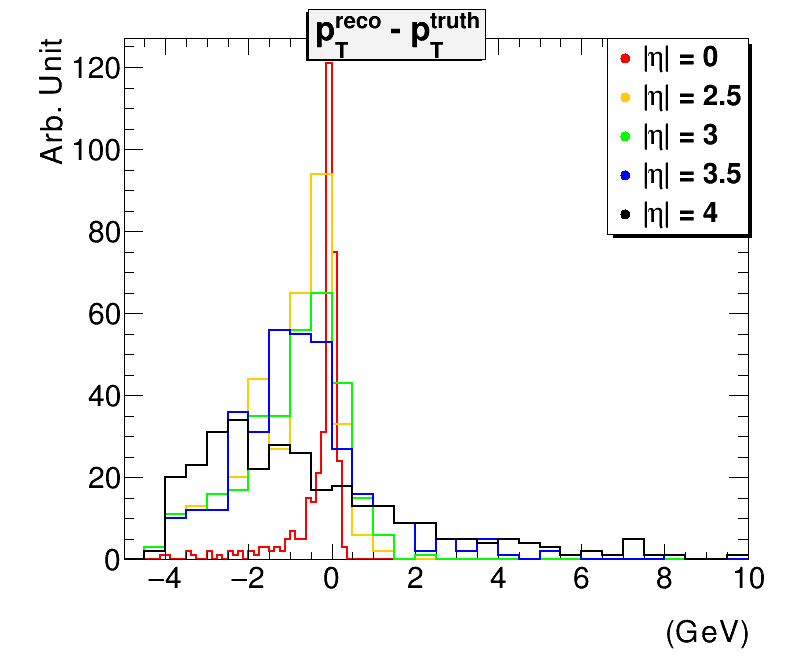 p_T^reco - p_T^truth
Arb. Unit
|η| = 0
|η| = 2.5
|η| = 3
|η| = 3.5
|η| = 4
120
100
80
60
40
20
0
−4 −2 0 2 4 6 8 10
(GeV)